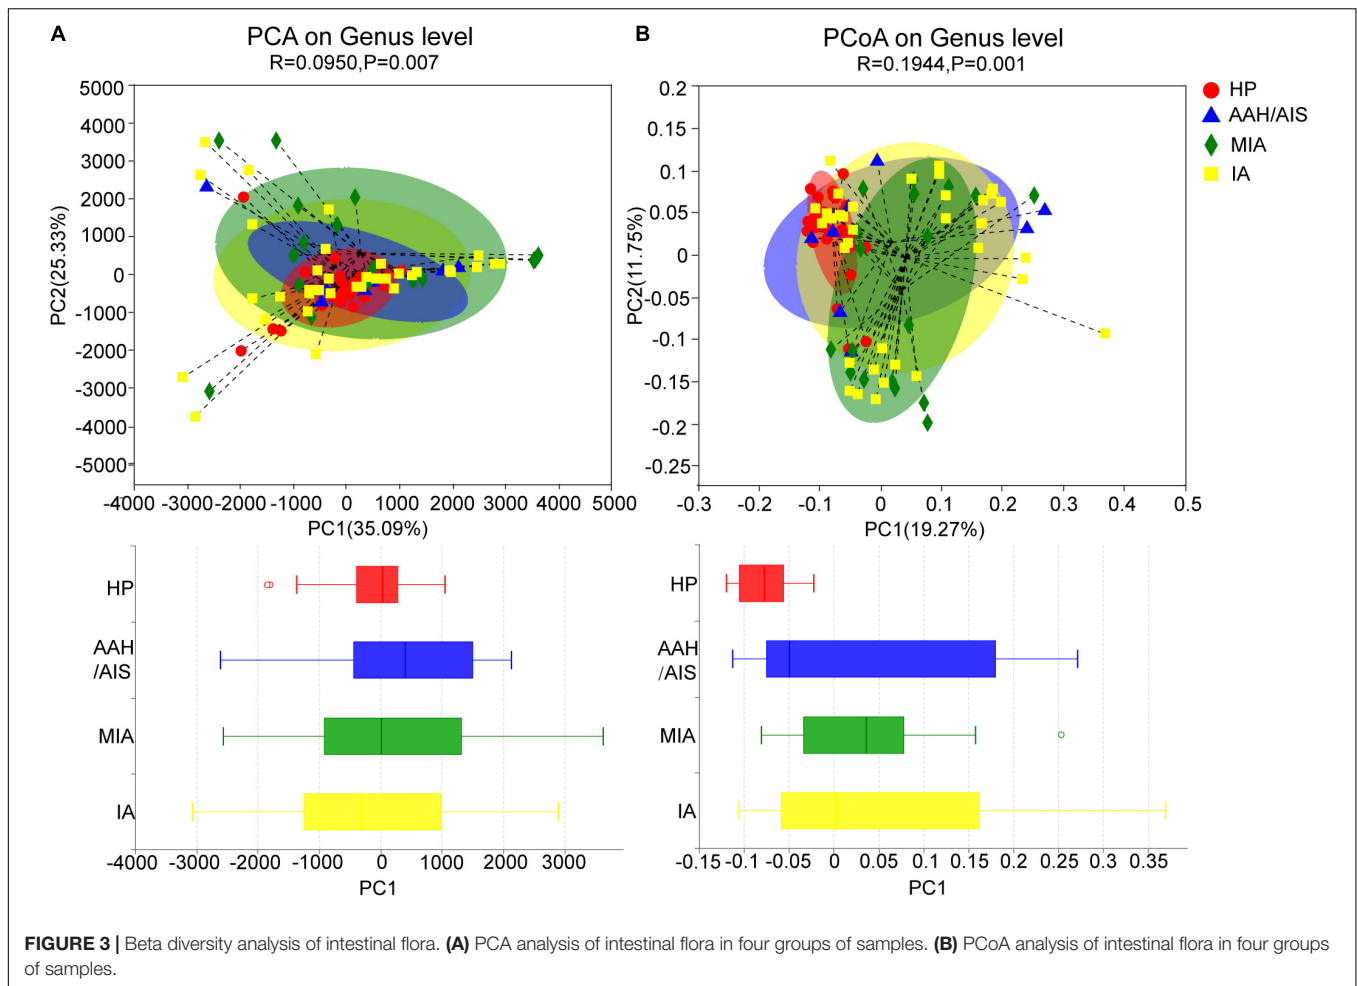 A
PCA on Genus level
R=0.0950,P=0.007
5000
4000
3000
2000
1000
0
-1000
-2000
-3000
-4000
-5000
PC2(25.33%)
-4000 -3000 -2000 -1000 0 1000 2000 3000 4000 5000
PC1(35.09%)
HP
AAH
/AIS
MIA
IA
-4000 -3000 -2000 -1000 0 1000 2000 3000
PC1
B
PCoA on Genus level
R=0.1944,P=0.001
0.2
0.15
0.1
0.05
0
-0.05
-0.1
-0.15
-0.2
-0.25
PC2(11.75%)
-0.3 -0.2 -0.1 0 0.1 0.2 0.3 0.4 0.5
PC1(19.27%)
HP
AAH/AIS
MIA
IA
HP
AAH
/AIS
MIA
IA
-0.15 -0.1 -0.05 0 0.05 0.1 0.15 0.2 0.25 0.3 0.35
PC1
FIGURE 3 | Beta diversity analysis of intestinal flora. (A) PCA analysis of intestinal flora in four groups of samples. (B) PCoA analysis of intestinal flora in four groups
of samples.